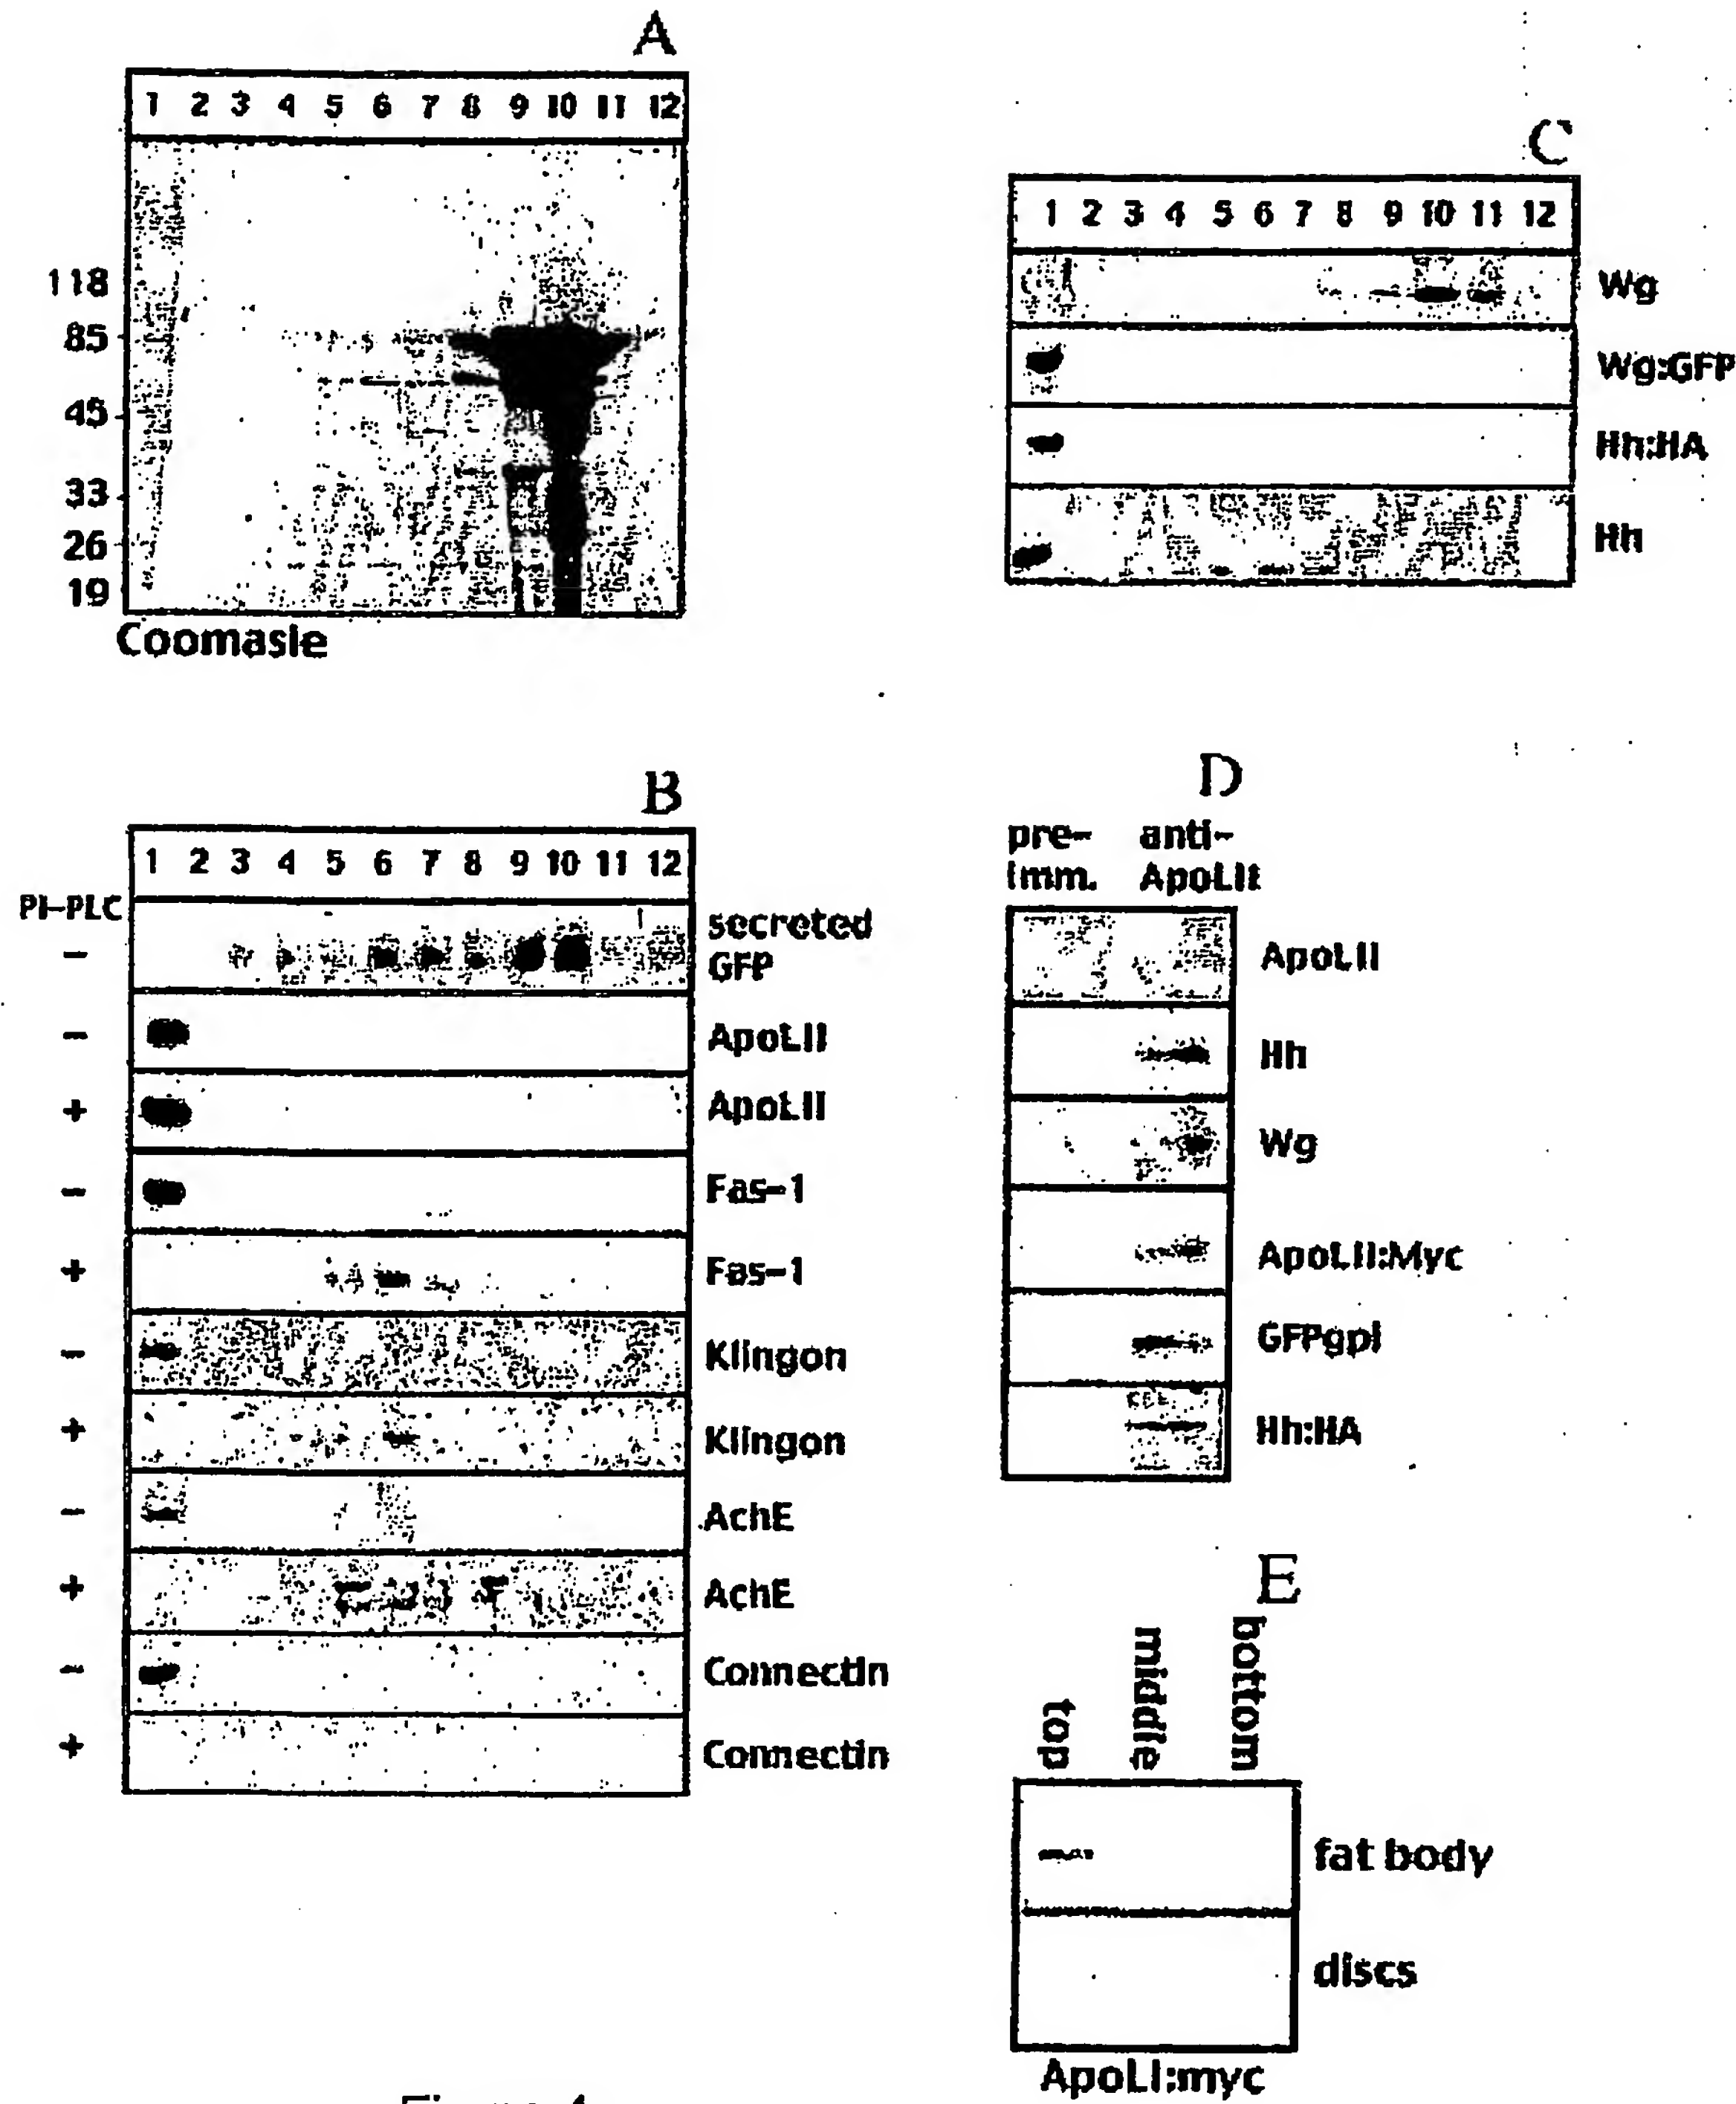 A
1 2 3 4 5 6 7 8 9 10 11 12
118
85
45
33
26
19
Coomasie
C
1 2 3 4 5 6 7 8 9 10 11 12
Wg
Wg:GFP
Hh:HA
Hh
B
1 2 3 4 5 6 7 8 9 10 11 12
PI-PLC
- secreted GFP
- ApoLII
+ ApoLII
- Fas-1
+ Fas-1
- Klingon
+ Klingon
- AchE
+ AchE
- Connectin
+ Connectin
D
pre- anti-
imm. ApoLII
ApoLII
Hh
Wg
ApoLII:Myc
GFPgpi
Hh:HA
E
top middle bottom
fat body
discs
ApoLI:myc